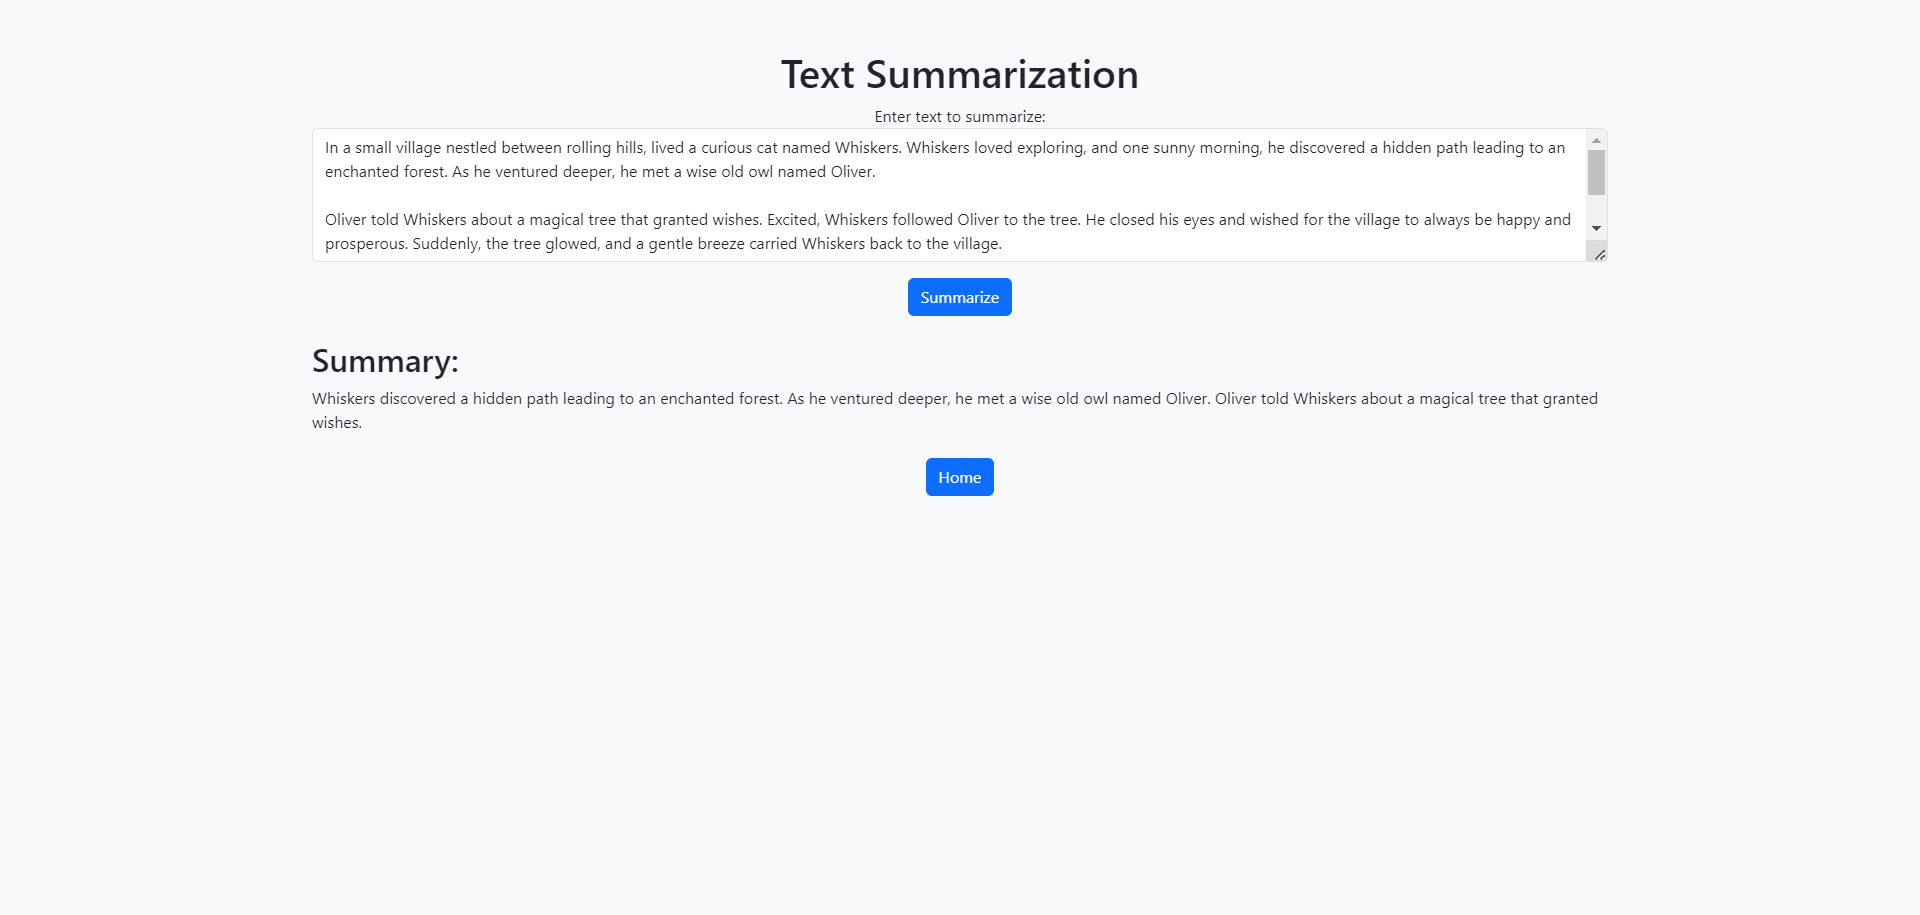 Text Summarization
Enter text to summarize:
In a small village nestled between rolling hills, lived a curious cat named Whiskers. Whiskers loved exploring, and one sunny morning, he discovered a hidden path leading to an
enchanted forest. As he ventured deeper, he met a wise old owl named Oliver.
Oliver told Whiskers about a magical tree that granted wishes. Excited, Whiskers followed Oliver to the tree. He closed his eyes and wished for the village to always be happy and
prosperous. Suddenly, the tree glowed, and a gentle breeze carried Whiskers back to the village.
Summarize
Summary:
Whiskers discovered a hidden path leading to an enchanted forest. As he ventured deeper, he met a wise old owl named Oliver. Oliver told Whiskers about a magical tree that granted
wishes.
Home